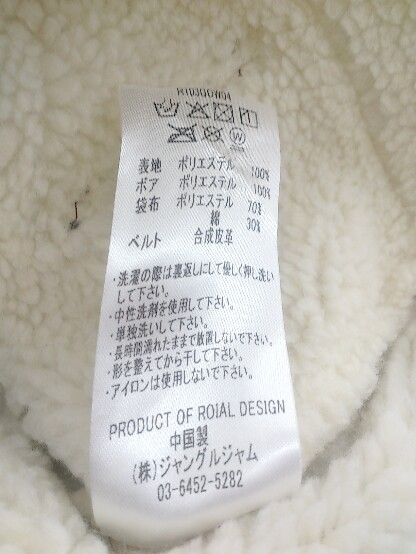 R1030OW04
表地 ポリエステル 100%
ボア ポリエステル 100%
袋布 ポリエステル 70%
綿 30%
ベルト 合成皮革
・洗濯の際は裏返しにして優しく押し洗い
して下さい。
・中性洗剤を使用して下さい。
・単独洗いして下さい。
・長時間濡れたままで放置しないで下さい。
・形を整えてから干して下さい。
・アイロンは使用しないで下さい。
PRODUCT OF ROIAL DESIGN
中国製
(株)ジャングルジャム
03-6452-5282